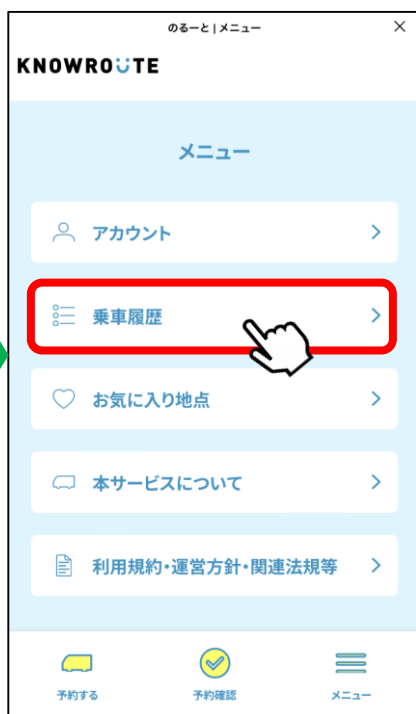 のるーと|メニュー
KNOWROUTE
メニュー
アカウント
乗車履歴
お気に入り地点
本サービスについて
利用規約・運営方針・関連法規等
予約する
予約確認
メニュー